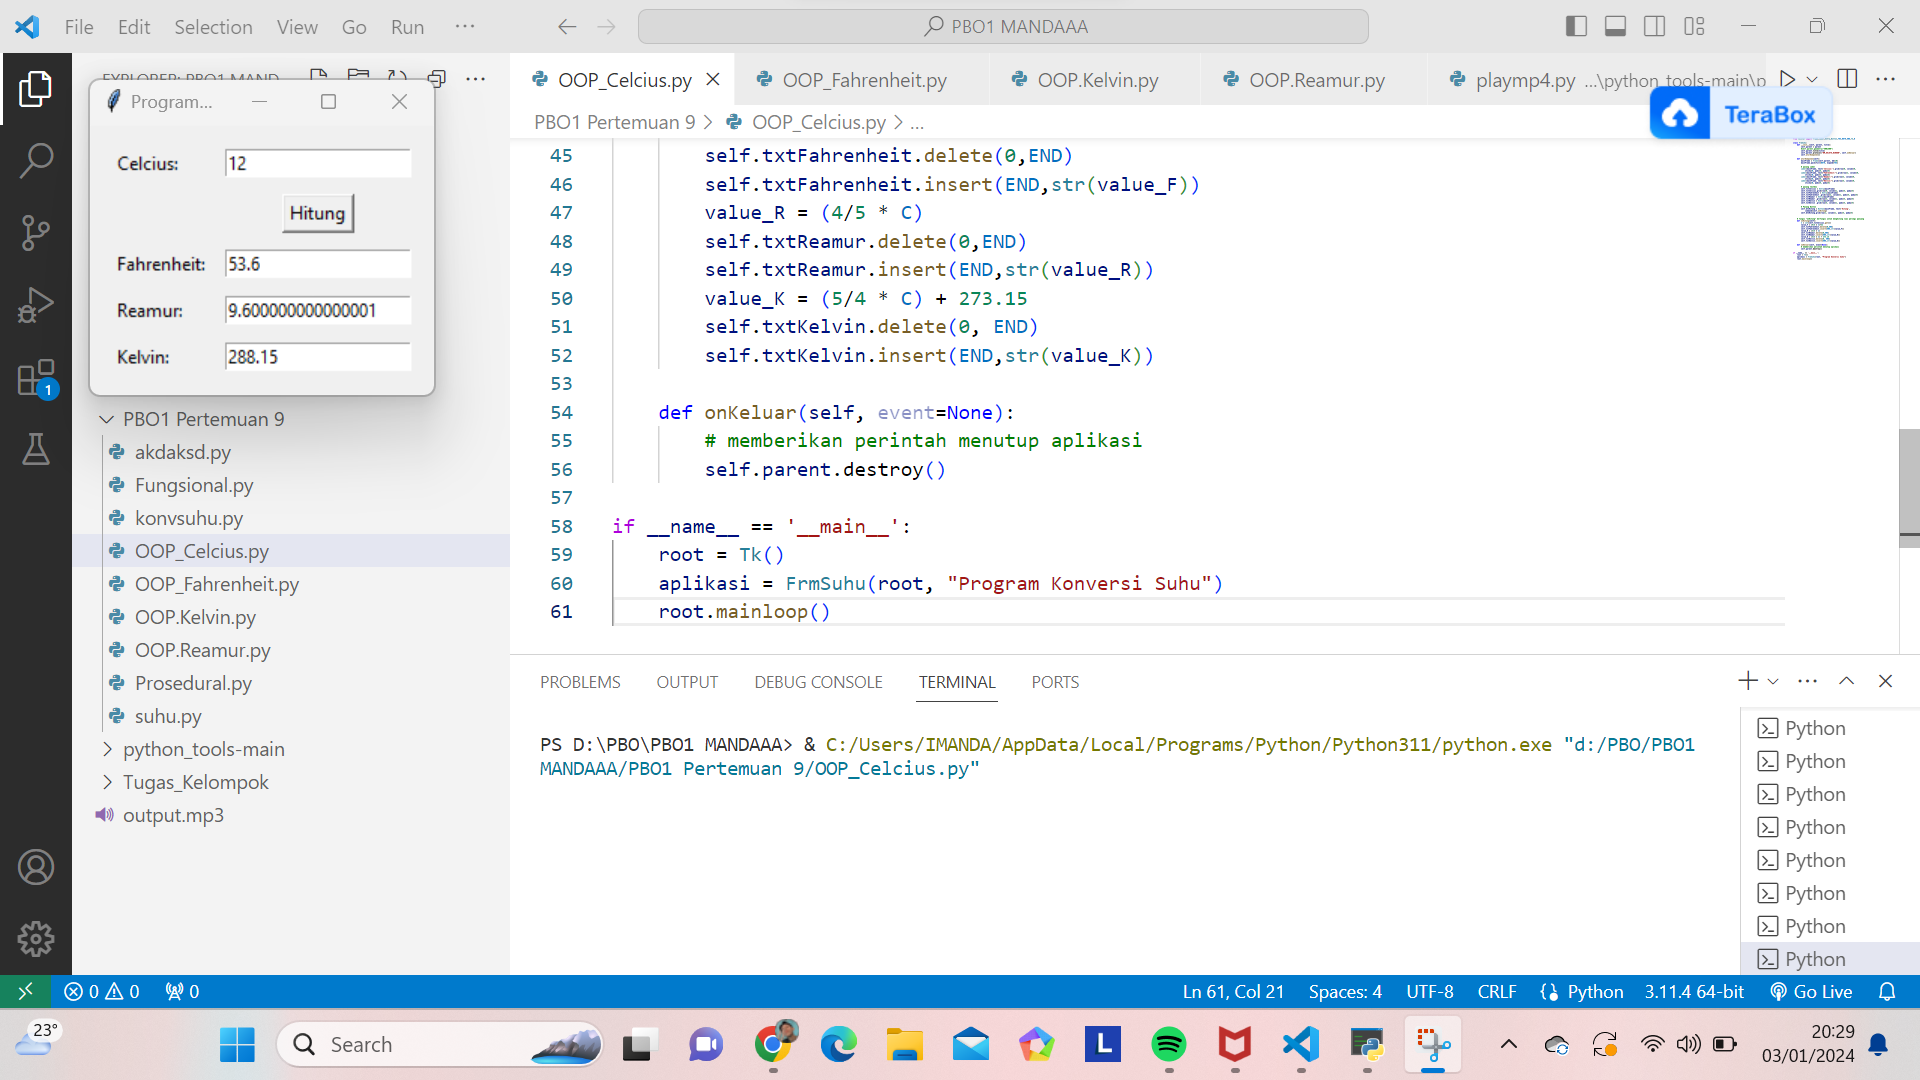 File Edit Selection View Go Run ...
PBO1 MANDAAA
EXPLORER: PBO1 MAND...
Program...
Celcius: 12
Hitung
Fahrenheit: 53.6
Reamur: 9.600000000000001
Kelvin: 288.15
PBO1 Pertemuan 9
akdaksd.py
Fungsional.py
konvsuhu.py
OOP_Celcius.py
OOP_Fahrenheit.py
OOP.Kelvin.py
OOP.Reamur.py
Prosedural.py
suhu.py
python_tools-main
Tugas_Kelompok
output.mp3
1
OOP_Celcius.py OOP_Fahrenheit.py OOP.Kelvin.py OOP.Reamur.py playmp4.py ...\python_tools-main\p
TeraBox
PBO1 Pertemuan 9 > OOP_Celcius.py > ...
45 self.txtFahrenheit.delete(0,END)
46 self.txtFahrenheit.insert(END,str(value_F))
47 value_R = (4/5 * C)
48 self.txtReamur.delete(0,END)
49 self.txtReamur.insert(END,str(value_R))
50 value_K = (5/4 * C) + 273.15
51 self.txtKelvin.delete(0, END)
52 self.txtKelvin.insert(END,str(value_K))
53
54 def onKeluar(self, event=None):
55 # memberikan perintah menutup aplikasi
56 self.parent.destroy()
57
58 if __name__ == '__main__':
59 root = Tk()
60 aplikasi = FrmSuhu(root, "Program Konversi Suhu")
61 root.mainloop()
PROBLEMS OUTPUT DEBUG CONSOLE TERMINAL PORTS
PS D:\PBO\PBO1 MANDAAA> & C:/Users/IMANDA/AppData/Local/Programs/Python/Python311/python.exe "d:/PBO/PBO1
MANDAAA/PBO1 Pertemuan 9/OOP_Celcius.py"
Python
Python
Python
Python
Python
Python
Python
Python
0 0 0 Ln 61, Col 21 Spaces: 4 UTF-8 CRLF Python 3.11.4 64-bit Go Live
23° Search 20:29
03/01/2024